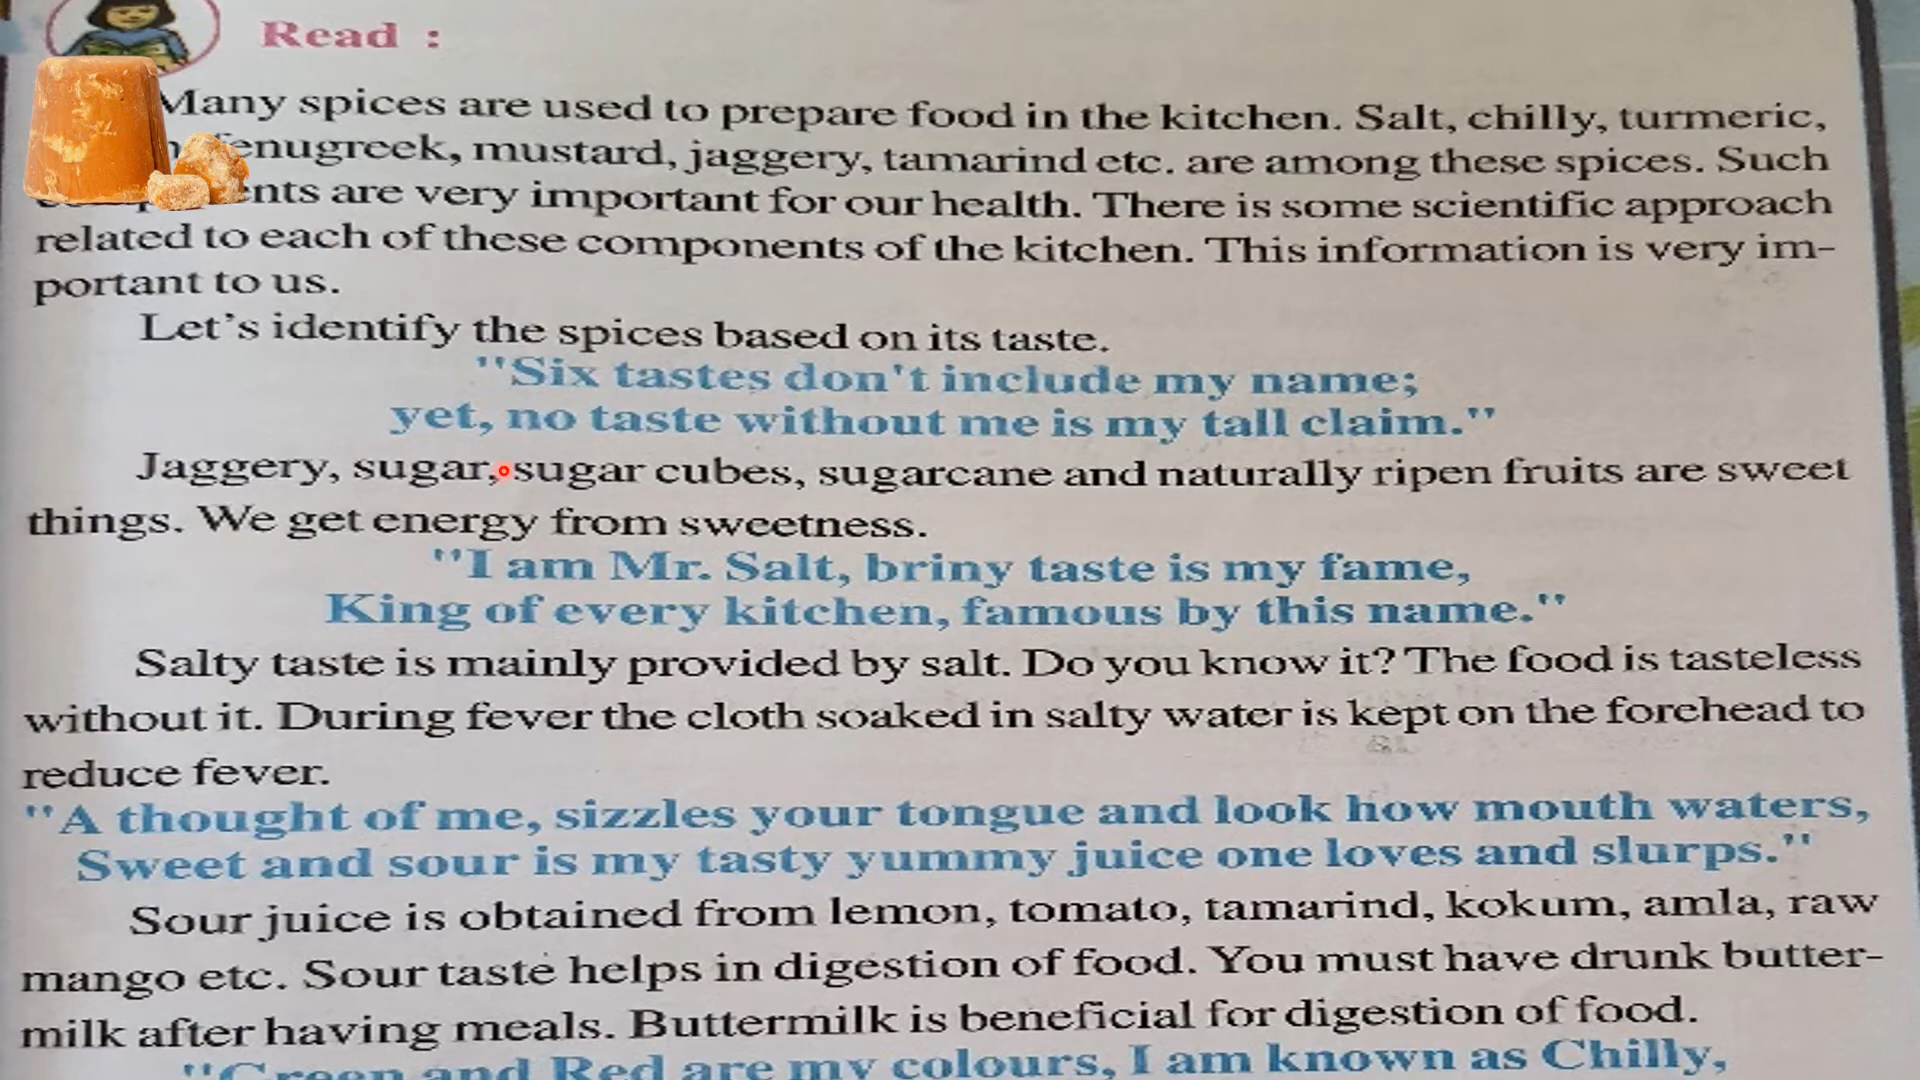 Read :
Many spices are used to prepare food in the kitchen. Salt, chilly, turmeric,
enugreek, mustard, jaggery, tamarind etc. are among these spices. Such
ents are very important for our health. There is some scientific approach
related to each of these components of the kitchen. This information is very im-
portant to us.
Let's identify the spices based on its taste.
"Six tastes don't include my name;
yet, no taste without me is my tall claim."
Jaggery, sugar, sugar cubes, sugarcane and naturally ripen fruits are sweet
things. We get energy from sweetness.
"I am Mr. Salt, briny taste is my fame,
King of every kitchen, famous by this name."
Salty taste is mainly provided by salt. Do you know it? The food is tasteless
without it. During fever the cloth soaked in salty water is kept on the forehead to
reduce fever.
"A thought of me, sizzles your tongue and look how mouth waters,
Sweet and sour is my tasty yummy juice one loves and slurps."
Sour juice is obtained from lemon, tomato, tamarind, kokum, amla, raw
mango etc. Sour taste helps in digestion of food. You must have drunk butter-
milk after having meals. Buttermilk is beneficial for digestion of food.
"Green and Red are my colours, I am known as Chilly,